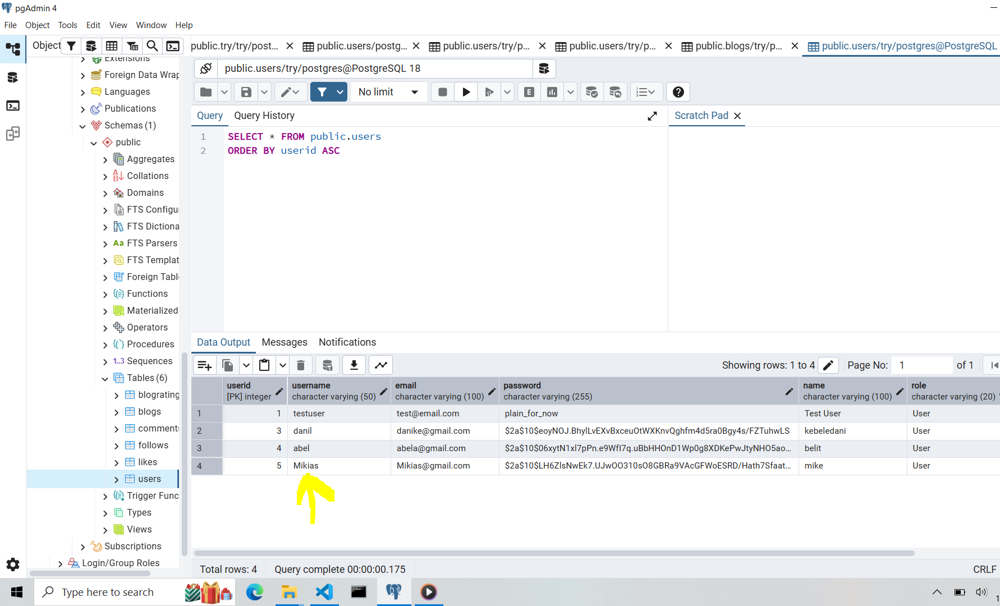 pgAdmin 4
File Object Tools Edit View Window Help
Object
public.try/try/post... public.users/postg... public.users/try/p... public.users/try/p... public.blogs/try/p... public.users/try/postgres@PostgreSQL
public.users/try/postgres@PostgreSQL 18
No limit
E
Query Query History
Scratch Pad
1 SELECT * FROM public.users
2 ORDER BY userid ASC
Extensions
Foreign Data Wrap
Languages
Publications
Schemas (1)
public
Aggregates
Collations
Domains
FTS Configu
FTS Dictiona
Aa FTS Parsers
FTS Templat
Foreign Tabl
Functions
Materialized
Operators
Procedures
1..3 Sequences
Tables (6)
blograting
blogs
comments
follows
likes
users
Trigger Func
Types
Views
Subscriptions
Login/Group Roles
Data Output Messages Notifications
Showing rows: 1 to 4 Page No: 1 of 1
userid username email password name role
[PK] integer character varying (50) character varying (100) character varying (255) character varying (100) character varying (20)
1 1 testuser test@email.com plain_for_now Test User User
2 3 danil danike@gmail.com $2a$10$eoyNOJ.BhylLvEXvBxceuOtWXKnvQghfm4d5ra0Bgy4s/FZTuhwLS kebeledani User
3 4 abel abela@gmail.com $2a$10$06xytN1xl7pPn.e9WfI7q.uBbHHOnD1Wp0g8XDKePwJtyNHO5ao... belit User
4 5 Mikias Mikias@gmail.com $2a$10$LH6ZlsNwEk7.UJwOO310sO8GBRa9VAcGFWoESRD/Hath7Sfaat... mike User
Total rows: 4 Query complete 00:00:00.175 CRLF
Type here to search